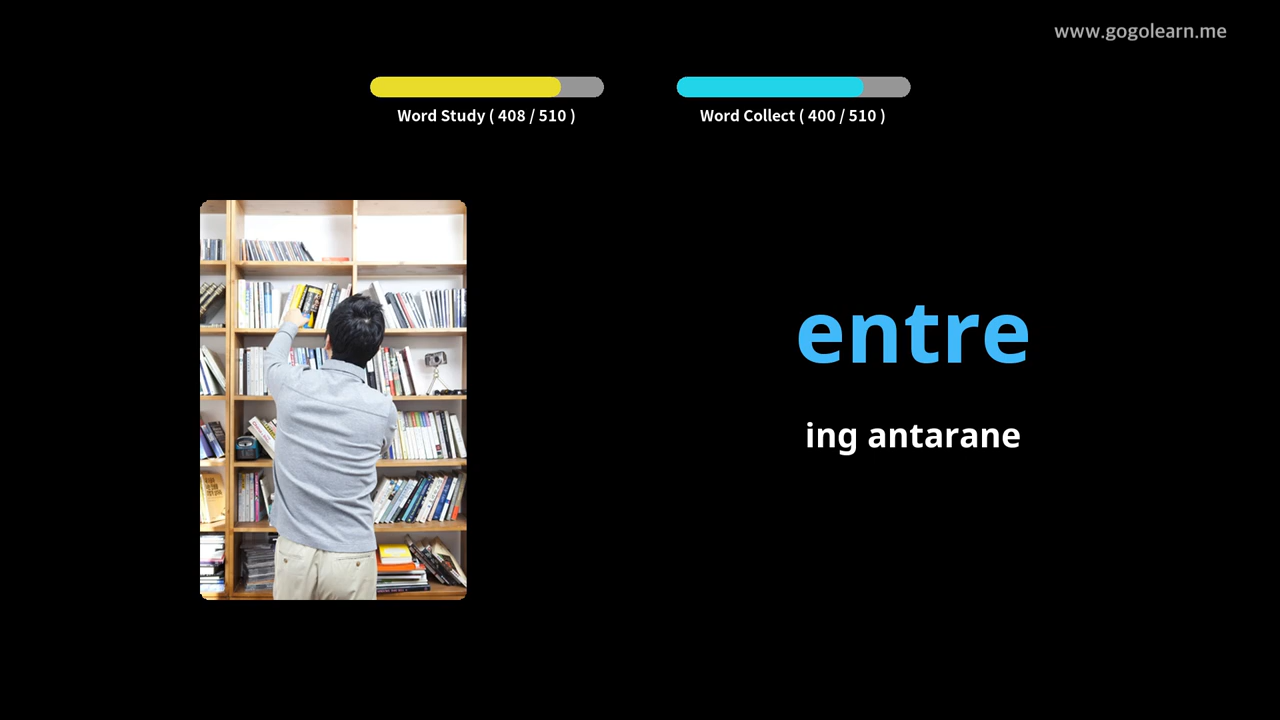 www.gogolearn.me
Word Study ( 408 / 510 )
Word Collect ( 400 / 510 )
entre
ing antarane